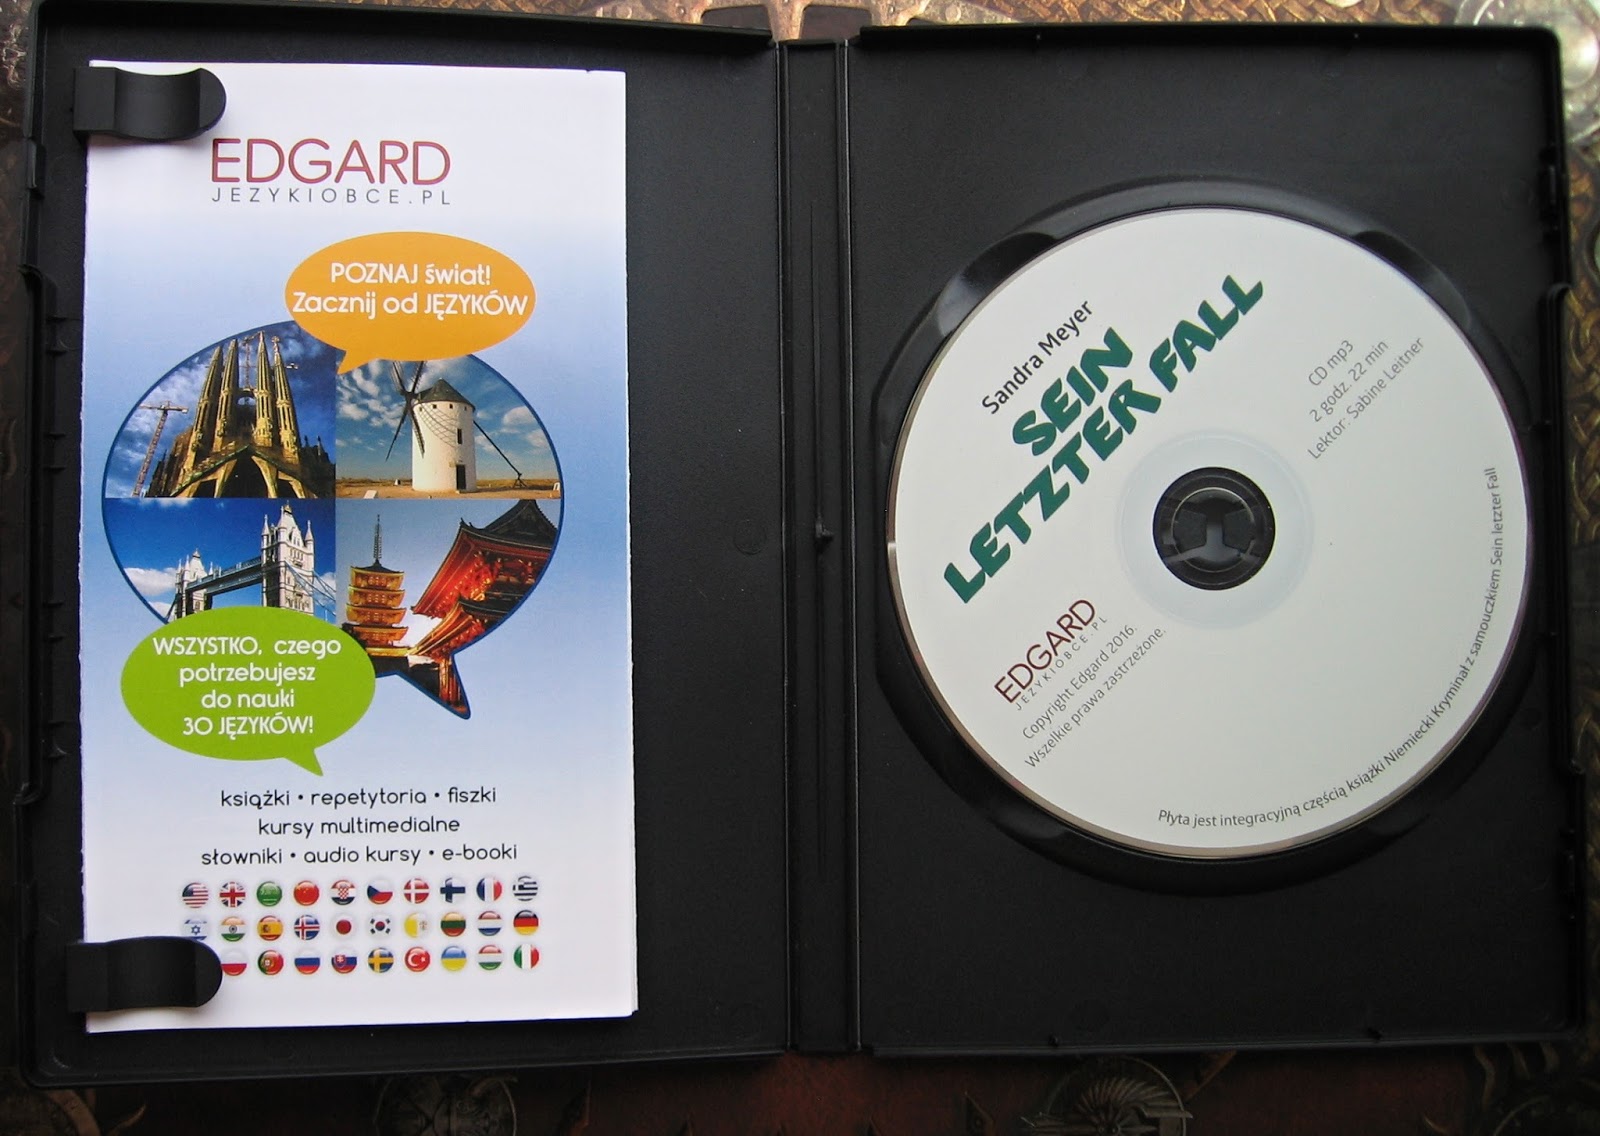 EDGARD
JEZYKIOBCE.PL
POZNAJ świat!
Zacznij od JĘZYKÓW
WSZYSTKO, czego
potrzebujesz
do nauki
30 JĘZYKÓW!
książki • repetytoria • fiszki
kursy multimedialne
słowniki • audio kursy • e-booki
Sandra Meyer
SEIN
LETZTER FALL
CD mp3
2 godz. 22 min
Lektor: Sabine Leitner
EDGARD
JEZYKIOBCE.PL
Copyright Edgard 2016.
Wszelkie prawa zastrzeżone.
Płyta jest integracyjną częścią książki Niemiecki Kryminał z samouczkiem Sein letzter Fall